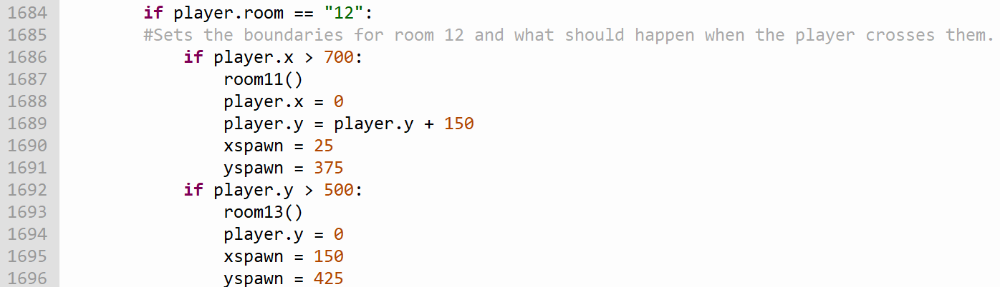 1684 if player.room == "12":
1685 #Sets the boundaries for room 12 and what should happen when the player crosses them.
1686 if player.x > 700:
1687 room11()
1688 player.x = 0
1689 player.y = player.y + 150
1690 xspawn = 25
1691 yspawn = 375
1692 if player.y > 500:
1693 room13()
1694 player.y = 0
1695 xspawn = 150
1696 yspawn = 425